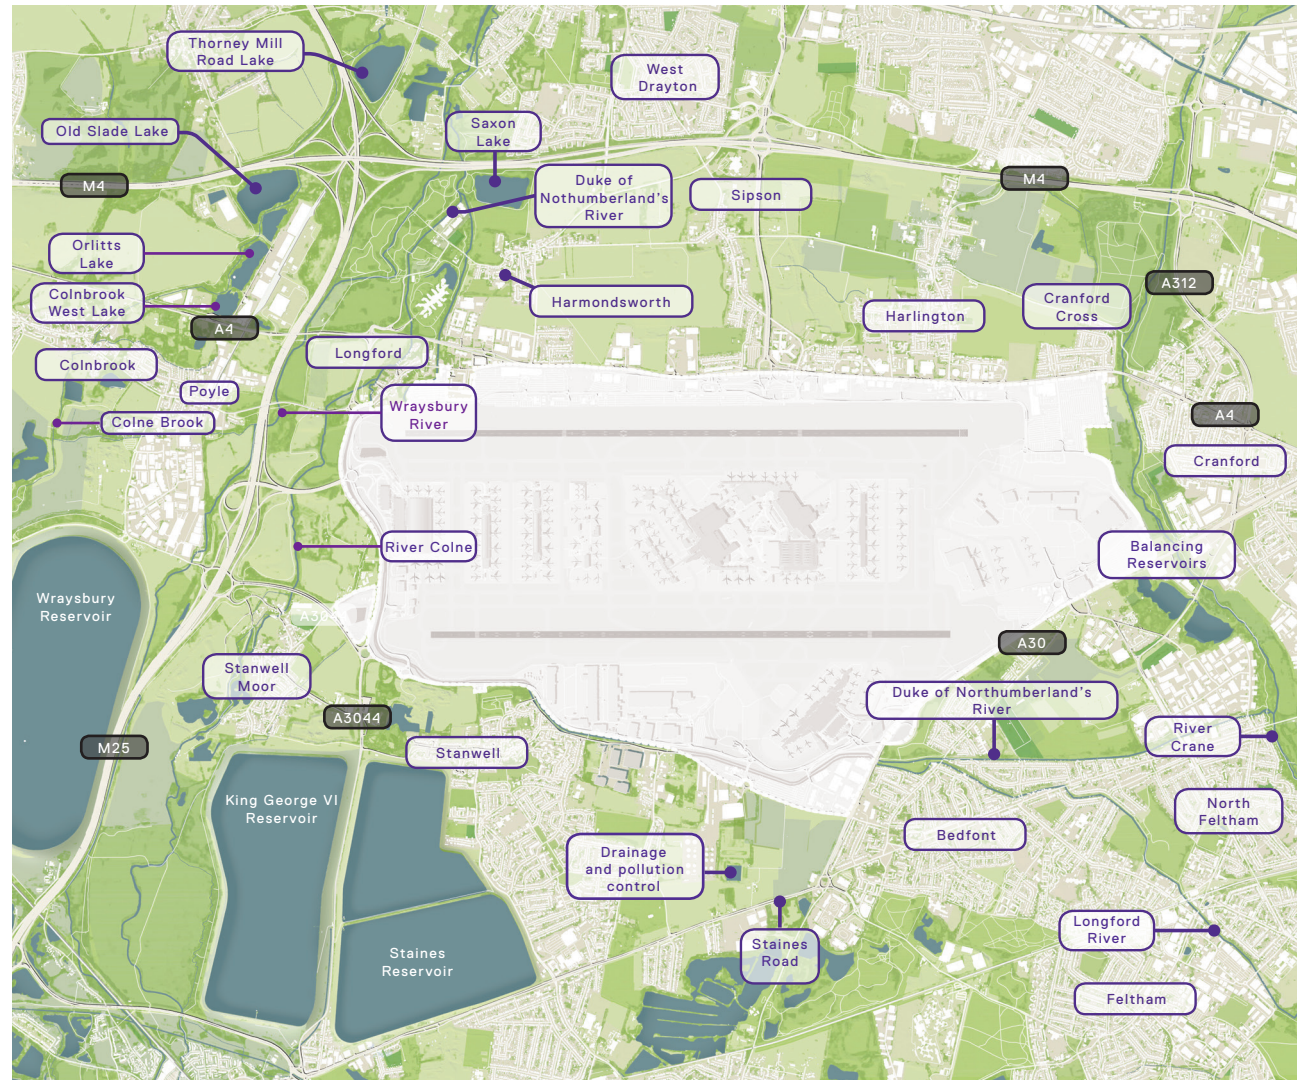 Thorney Mill
Road Lake
West
Drayton
Old Slade Lake
Saxon
Lake
M4
Duke of
Nothumberland's
River
Sipson
M4
Orlitts
Lake
Colnbrook
West Lake
A4
Harmondsworth
Harlington
Cranford
Cross
A312
Longford
Colnbrook
Poyle
Colne Brook
Wraysbury
River
A4
Cranford
River Colne
Balancing
Reservoirs
Wraysbury
Reservoir
A30
Stanwell
Moor
A3044
Duke of Northumberland's
River
M25
Stanwell
River
Crane
King George VI
Reservoir
North
Feltham
Bedfont
Drainage
and pollution
control
Staines
Road
Longford
River
Staines
Reservoir
Feltham